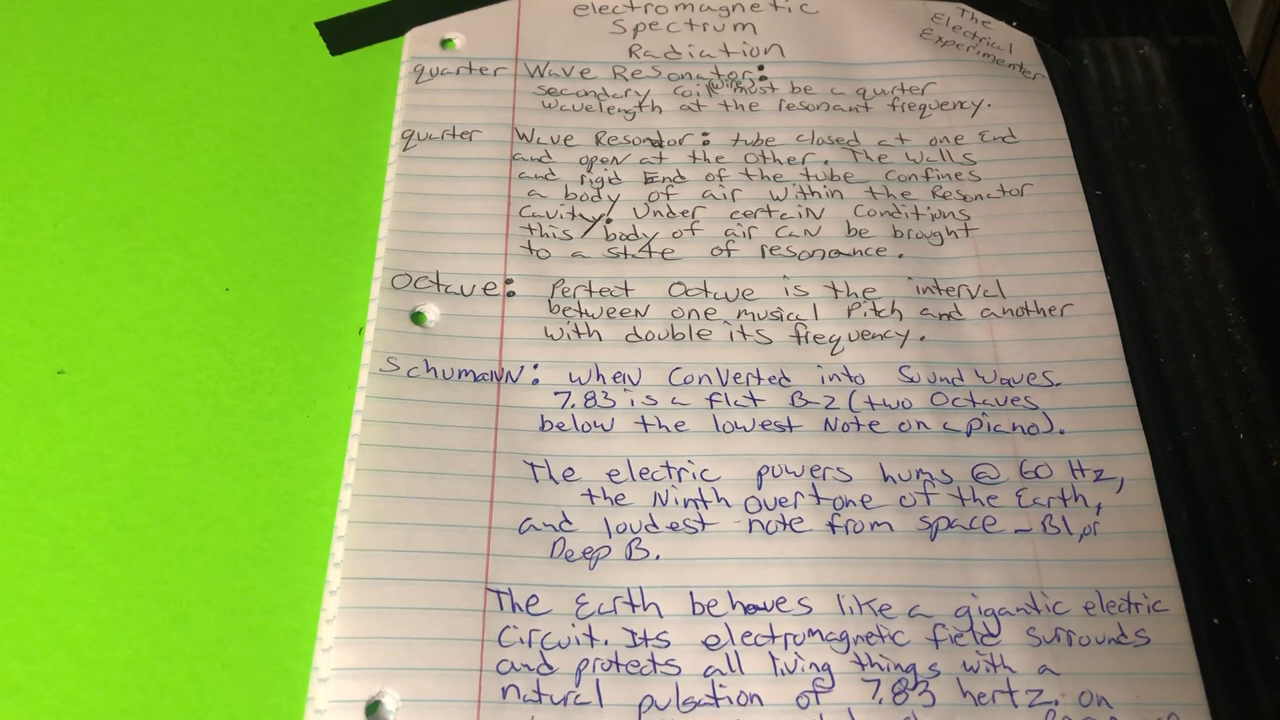 electromagnetic
Spectrum
Radiation
The
Electrical
Experimenter
quarter Wave Resonator:
secondary coil (wire) must be a qurter
wavelength at the resonant frequency.
qurter Wave Resontor: tube closed at one End
and open at the other. The Walls
and rigid End of the tube confines
a body of air within the Resonator
cavity! Under certain Conditions
this / body of air can be brought
to a state of resonance.
Octave: Perfect Octave is the interval
between one musical Pitch and another
with double its frequency.
SchumaNN: when Converted into Sound waves.
7.83 is a flat B-2 (two Octaves
below the lowest Note on a piano).
The electric powers hums @ 60 Hz,
the Ninth overtone of the Earth,
and loudest note from space - B1, or
Deep B.
The Earth behaves like a gigantic electric
Circuit. Its electromagnetic field surrounds
and protects all living things with a
natural pulsation of 7.83 hertz. on